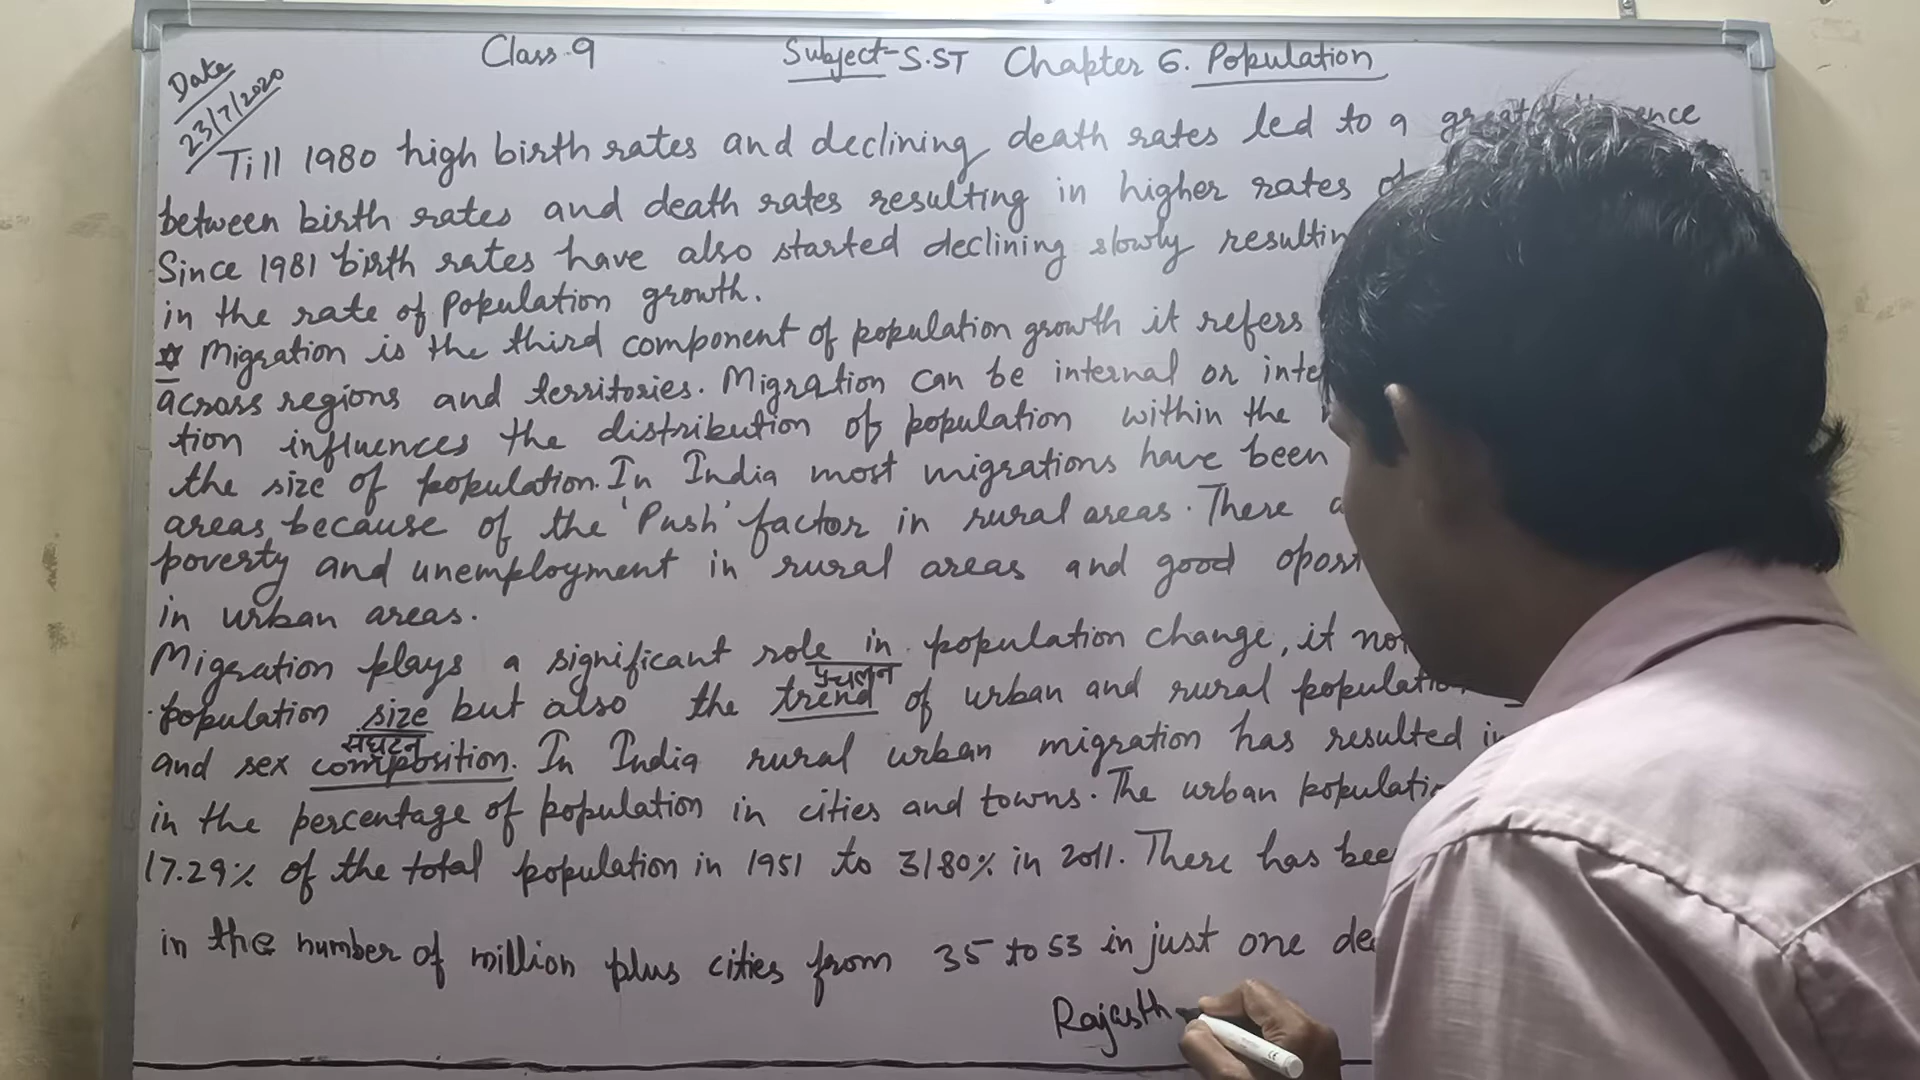 Class 9 Subject-S.ST Chapter 6. Population
Date
23/7/2020
Till 1980 high birth rates and declining death rates led to a
between birth rates and death rates resulting in higher rates
Since 1981 birth rates have also started declining slowly
in the rate of Population growth.
Migration is the third component of population growth it refers
across regions and territories. Migration can be internal or
tion influences the distribution of population within the
the size of population. In India most migrations have been
areas because of the 'Push' factor in rural areas. There
poverty and unemployment in rural areas and good
in urban areas.
Migration plays a significant role in population change, it
प्रचलन
population size but also the trend of urban and rural
संघटन
and sex composition. In India rural urban migration has resulted
in the percentage of population in cities and towns. The urban
17.29% of the total population in 1951 to 31.80% in 2011. There has
in the number of million plus cities from 35 to 53 in just one
Rajasth